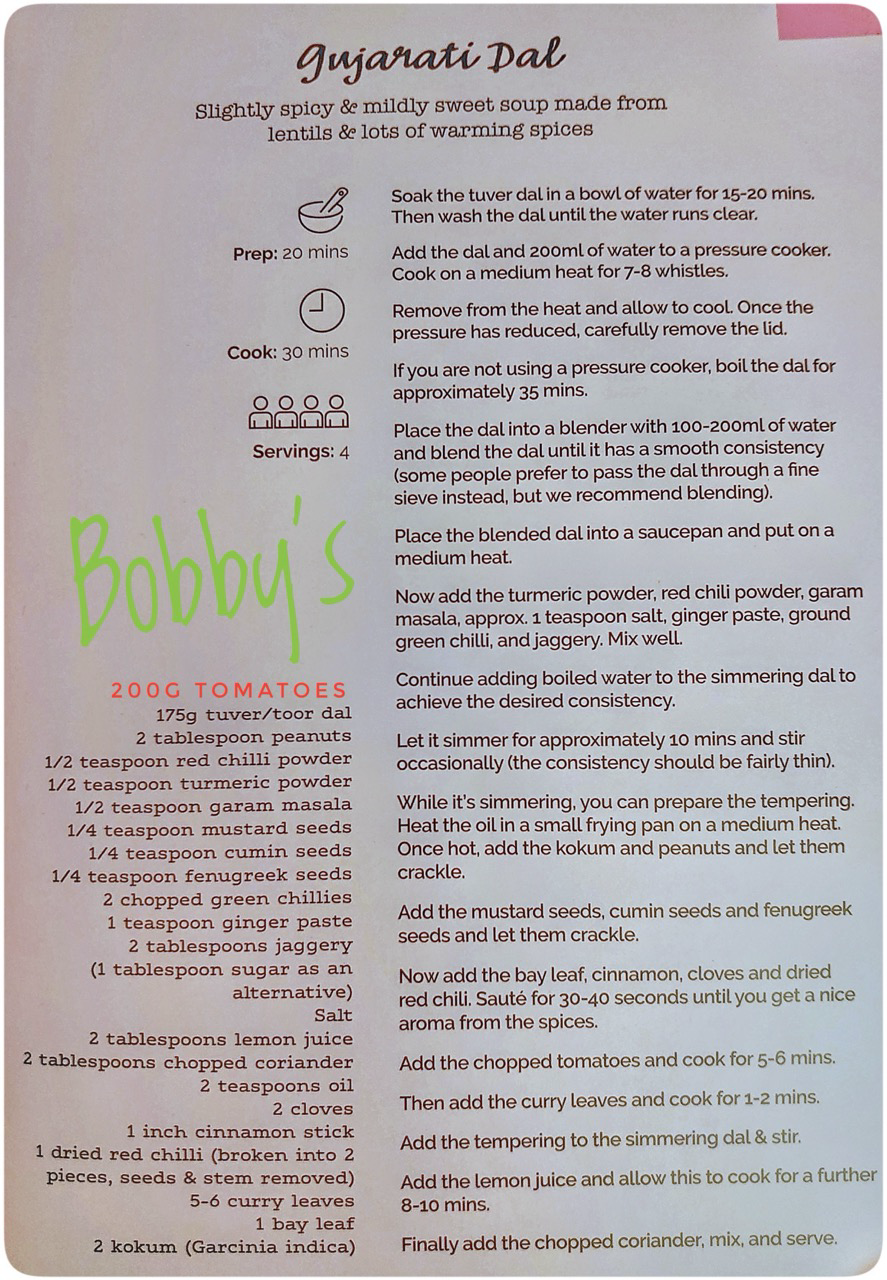 Gujarati Dal
Slightly spicy & mildly sweet soup made from
lentils & lots of warming spices
Prep: 20 mins
Cook: 30 mins
Servings: 4
Bobby's
200G TOMATOES
175g tuver/toor dal
2 tablespoon peanuts
1/2 teaspoon red chilli powder
1/2 teaspoon turmeric powder
1/2 teaspoon garam masala
1/4 teaspoon mustard seeds
1/4 teaspoon cumin seeds
1/4 teaspoon fenugreek seeds
2 chopped green chillies
1 teaspoon ginger paste
2 tablespoons jaggery
(1 tablespoon sugar as an
alternative)
Salt
2 tablespoons lemon juice
2 tablespoons chopped coriander
2 teaspoons oil
2 cloves
1 inch cinnamon stick
1 dried red chilli (broken into 2
pieces, seeds & stem removed)
5-6 curry leaves
1 bay leaf
2 kokum (Garcinia indica)
Soak the tuver dal in a bowl of water for 15-20 mins.
Then wash the dal until the water runs clear.
Add the dal and 200ml of water to a pressure cooker.
Cook on a medium heat for 7-8 whistles.
Remove from the heat and allow to cool. Once the
pressure has reduced, carefully remove the lid.
If you are not using a pressure cooker, boil the dal for
approximately 35 mins.
Place the dal into a blender with 100-200ml of water
and blend the dal until it has a smooth consistency
(some people prefer to pass the dal through a fine
sieve instead, but we recommend blending).
Place the blended dal into a saucepan and put on a
medium heat.
Now add the turmeric powder, red chili powder, garam
masala, approx. 1 teaspoon salt, ginger paste, ground
green chilli, and jaggery. Mix well.
Continue adding boiled water to the simmering dal to
achieve the desired consistency.
Let it simmer for approximately 10 mins and stir
occasionally (the consistency should be fairly thin).
While it's simmering, you can prepare the tempering.
Heat the oil in a small frying pan on a medium heat.
Once hot, add the kokum and peanuts and let them
crackle.
Add the mustard seeds, cumin seeds and fenugreek
seeds and let them crackle.
Now add the bay leaf, cinnamon, cloves and dried
red chili. Sauté for 30-40 seconds until you get a nice
aroma from the spices.
Add the chopped tomatoes and cook for 5-6 mins.
Then add the curry leaves and cook for 1-2 mins.
Add the tempering to the simmering dal & stir.
Add the lemon juice and allow this to cook for a further
8-10 mins.
Finally add the chopped coriander, mix, and serve.